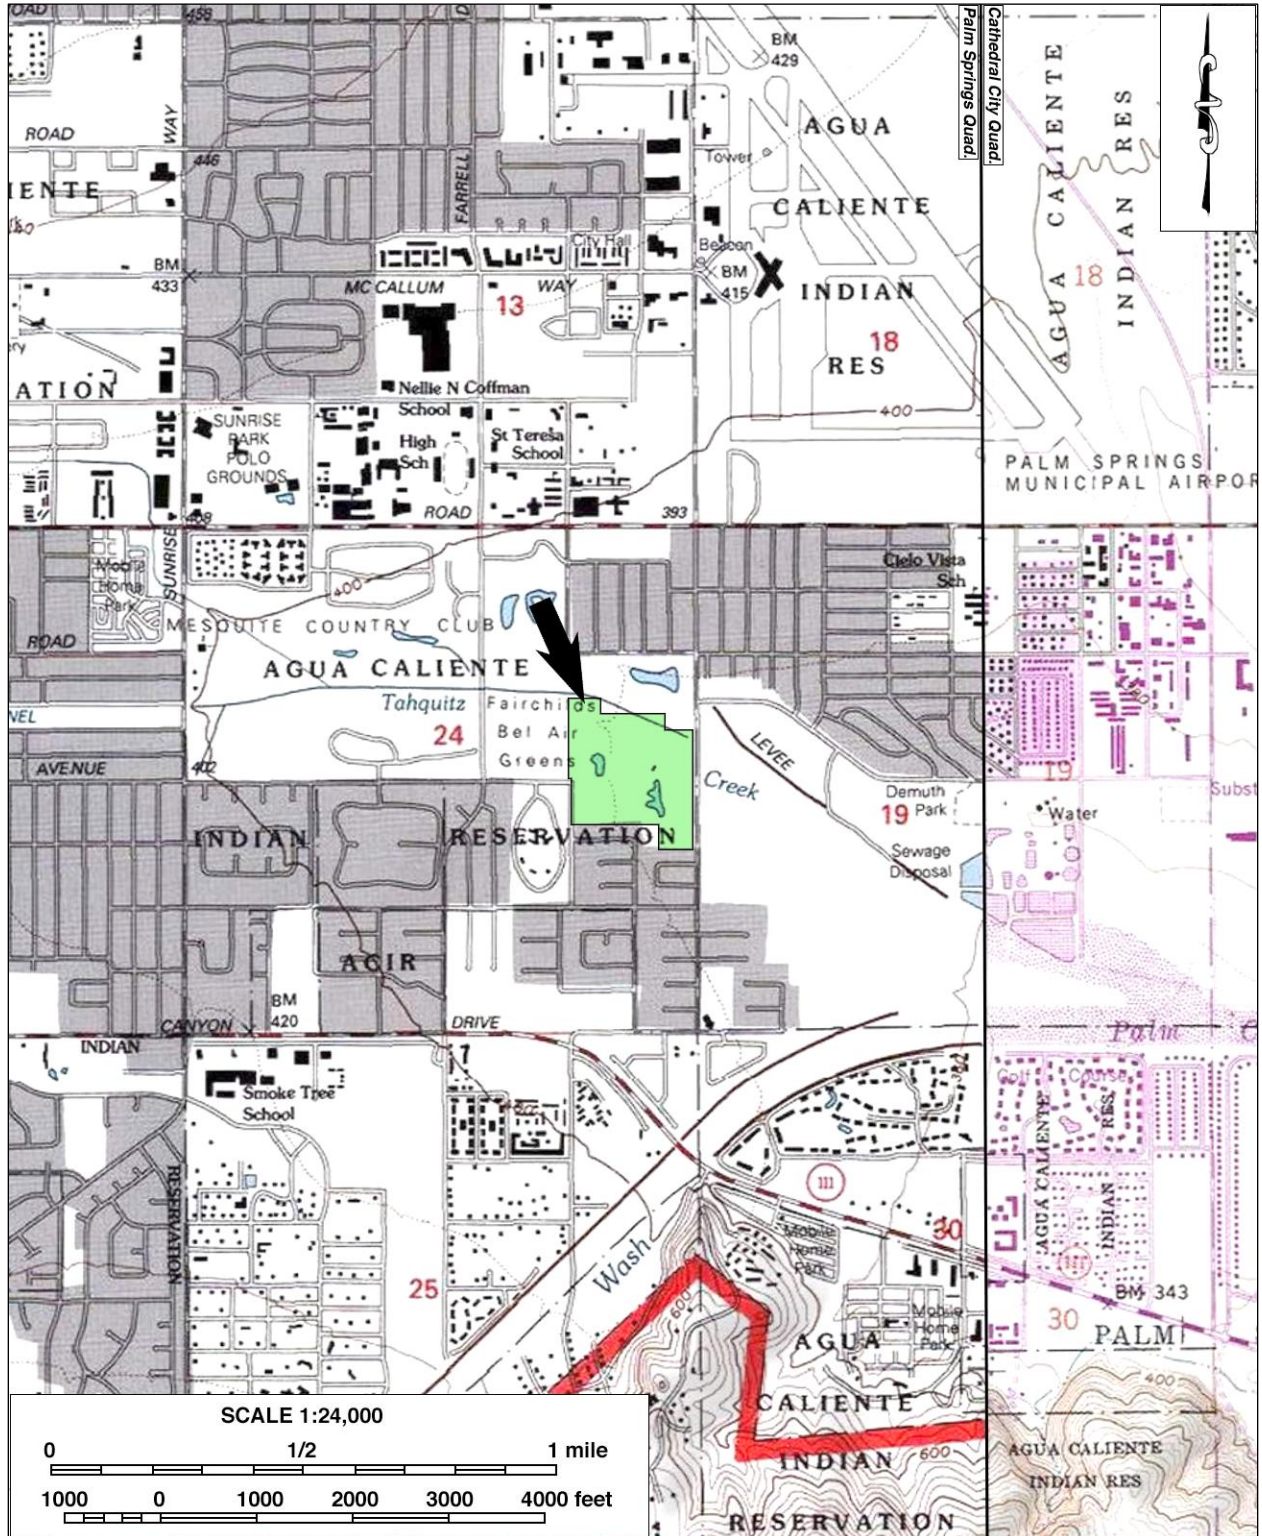 OAD
456
BM
429
Cathedral City Quad.
Palm Springs Quad.
AGUA CALIENTE
INDIAN RES
ROAD
WAY
446
FARRELL
AGUA
Tower
IENTE
CALIENTE
City Hall
Beacon
BM
433
MC CALLUM
WAY
BM
415
INDIAN
18
13
18
RES
ATION
Nellie N Coffman
School
400
SUNRISE
PARK
POLO
GROUNDS
High
Sch
St Teresa
School
PALM SPRINGS
MUNICIPAL AIRPOR
408
ROAD
393
Mobile
Home
Park
SUNRISE
400
Cielo Vista
Sch
ROAD
MESQUITE COUNTRY CLUB
AGUA CALIENTE
Tahquitz
Fairchilds
Bel Air
Greens
NEL
24
LEVEE
AVENUE
402
Creek
Demuth
Park
19
19
Subst
Water
INDIAN
RESERVATION
Sewage
Disposal
ACIR
BM
420
CANYON
DRIVE
Palm
C
INDIAN
Golf Course
Smoke Tree
School
AGUA CALIENTE
INDIAN RES
RESERVATION
111
Mobile
Home
Park
30
Wash
25
600
BM 343
30
PALM
AGUA
Mobile
Home
Park
CALIENTE
400
600
INDIAN
AGUA CALIENTE
INDIAN RES
RESERVATION
SCALE 1:24,000
0 1/2 1 mile
1000 0 1000 2000 3000 4000 feet